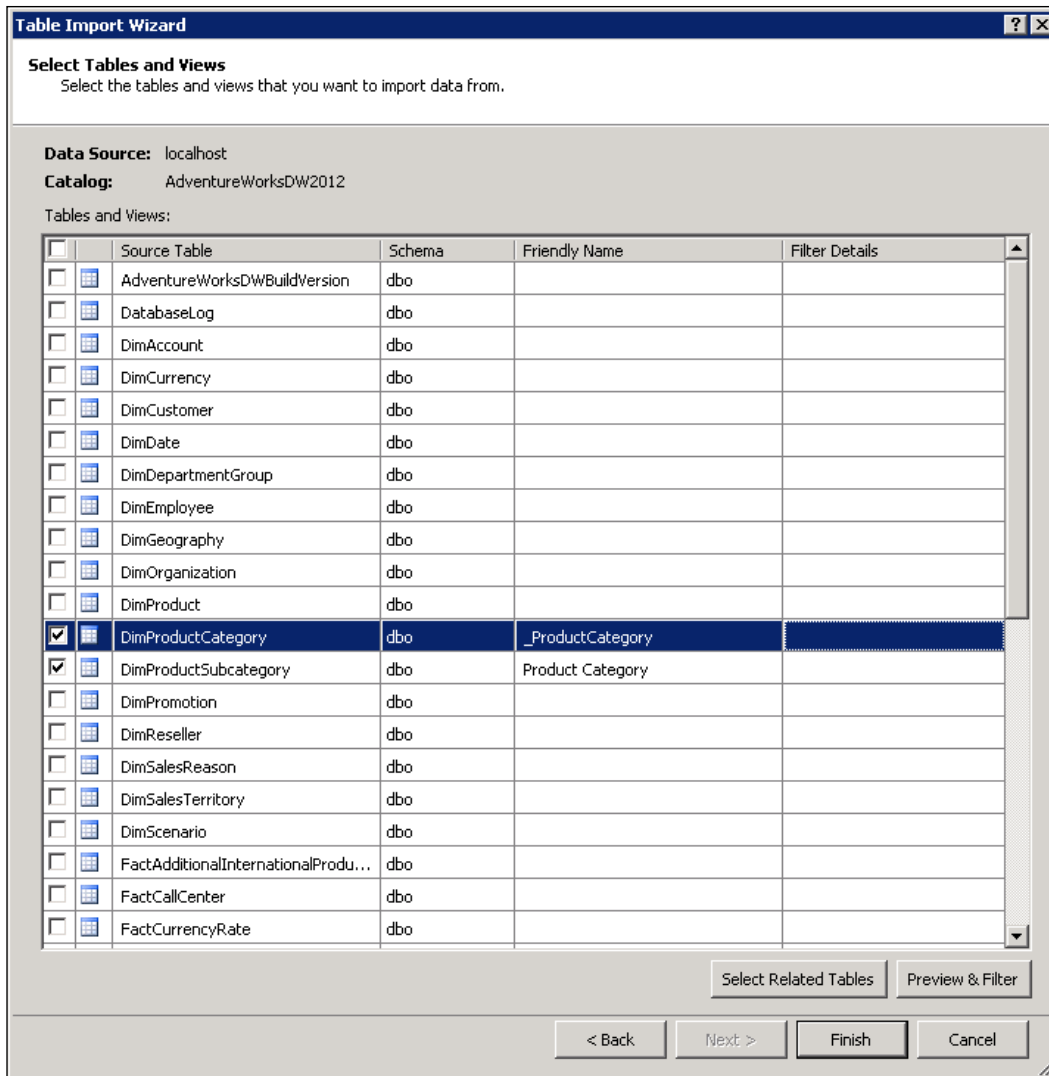 Table Import Wizard
Select Tables and Views
Select the tables and views that you want to import data from.
Data Source: localhost
Catalog: AdventureWorksDW2012
Tables and Views:
Source Table Schema Friendly Name Filter Details
AdventureWorksDWBuildVersion dbo
DatabaseLog dbo
DimAccount dbo
DimCurrency dbo
DimCustomer dbo
DimDate dbo
DimDepartmentGroup dbo
DimEmployee dbo
DimGeography dbo
DimOrganization dbo
DimProduct dbo
DimProductCategory dbo _ProductCategory
DimProductSubcategory dbo Product Category
DimPromotion dbo
DimReseller dbo
DimSalesReason dbo
DimSalesTerritory dbo
DimScenario dbo
FactAdditionalInternationalProdu... dbo
FactCallCenter dbo
FactCurrencyRate dbo
Select Related Tables Preview & Filter
< Back Next > Finish Cancel